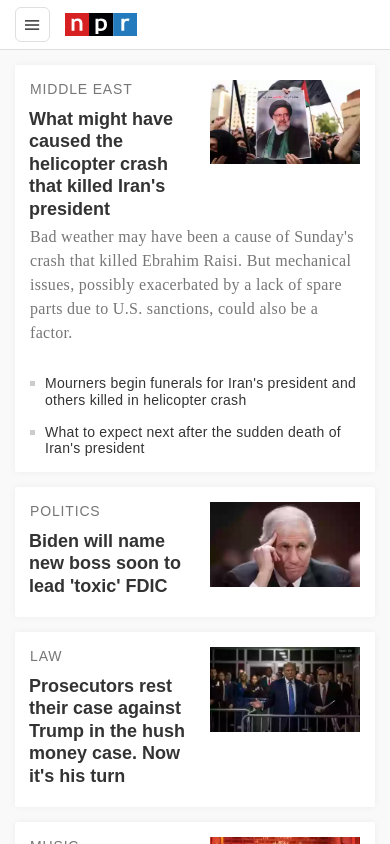 npr
MIDDLE EAST
What might have
caused the
helicopter crash
that killed Iran's
president
Bad weather may have been a cause of Sunday's
crash that killed Ebrahim Raisi. But mechanical
issues, possibly exacerbated by a lack of spare
parts due to U.S. sanctions, could also be a
factor.
Mourners begin funerals for Iran's president and
others killed in helicopter crash
What to expect next after the sudden death of
Iran's president
POLITICS
Biden will name
new boss soon to
lead 'toxic' FDIC
LAW
Prosecutors rest
their case against
Trump in the hush
money case. Now
it's his turn
MUSIC